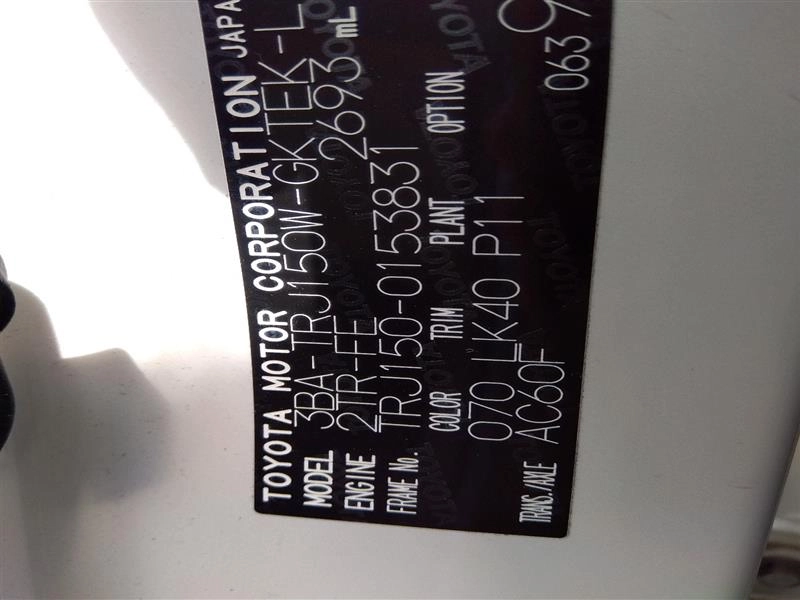 TOYOTA MOTOR CORPORATION JAPA
MODEL 3BA-TRJ150W-GKTEK-L
ENGINE 2TR-FE 2693mL
FRAME No. TRJ150-0153831
COLOR TRIM PLANT OPTION
070 LK40 P11
TRANS./AXLE AC60F 063 9